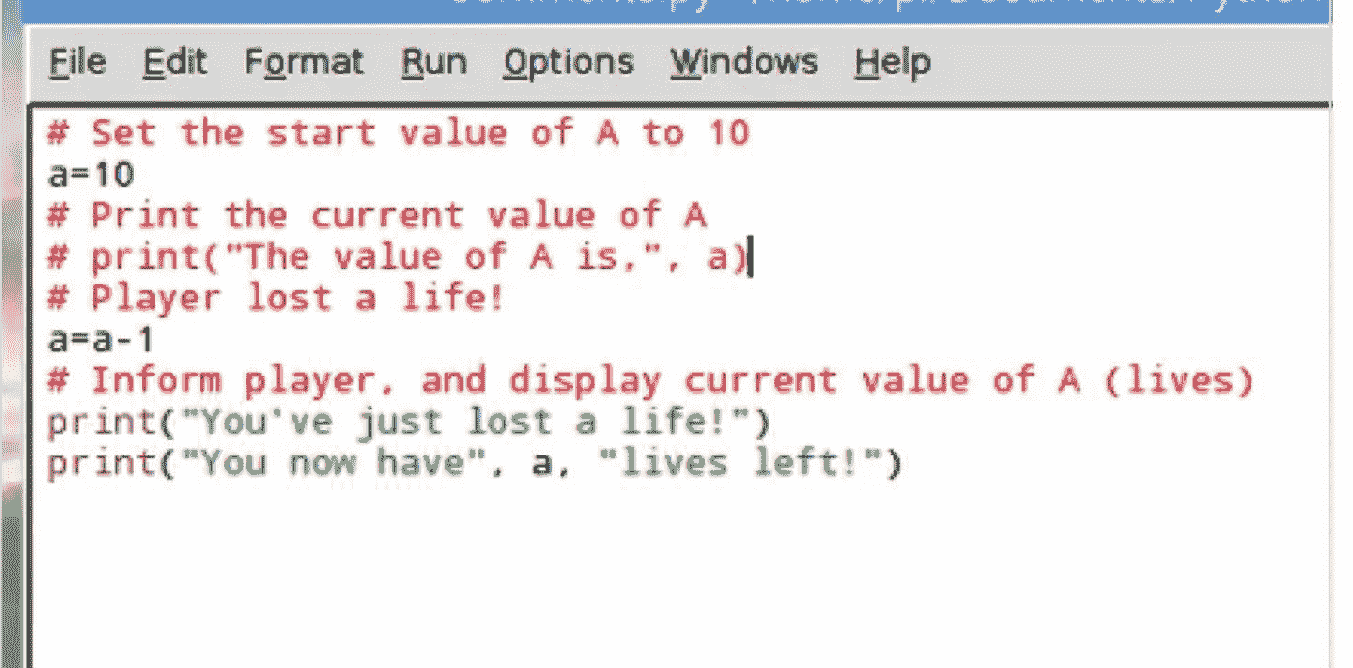 File Edit Format Run Options Windows Help
# Set the start value of A to 10
a=10
# Print the current value of A
# print("The value of A is,", a)
# Player lost a life!
a=a-1
# Inform player, and display current value of A (lives)
print("You've just lost a life!")
print("You now have", a, "lives left!")